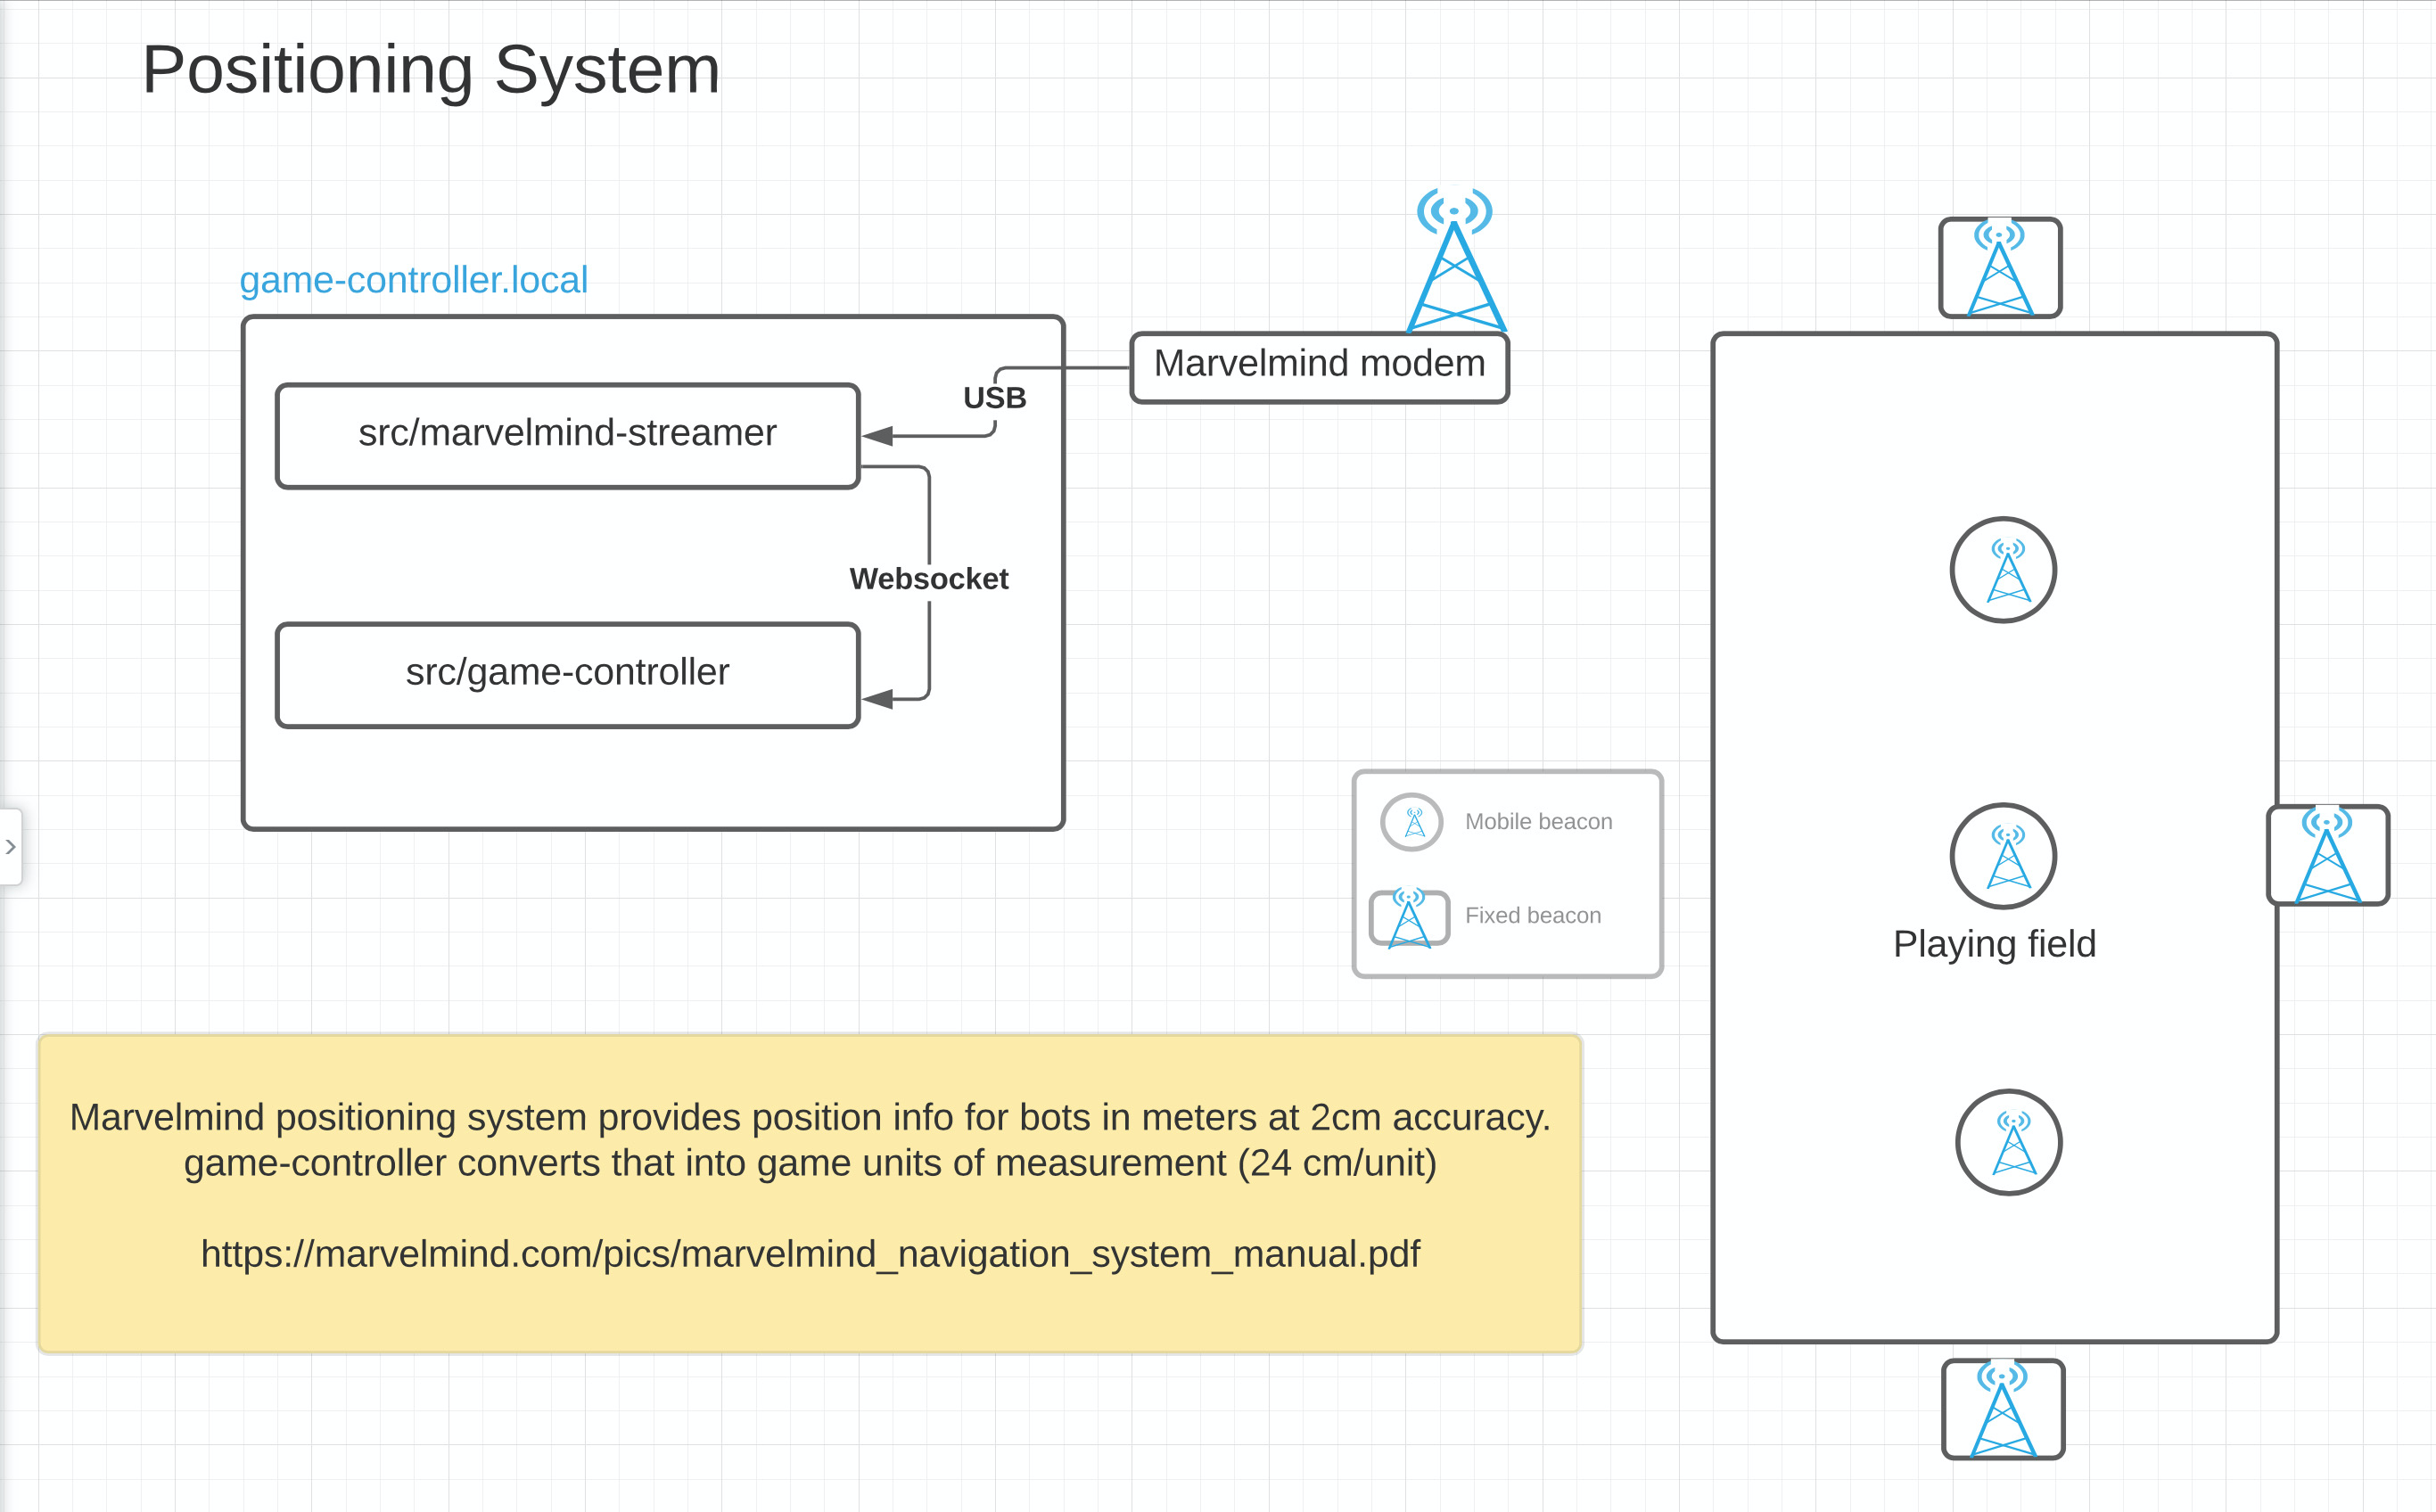 Positioning System
game-controller.local
src/marvelmind-streamer
USB
Marvelmind modem
Websocket
src/game-controller
Mobile beacon
Fixed beacon
Playing field
Marvelmind positioning system provides position info for bots in meters at 2cm accuracy.
game-controller converts that into game units of measurement (24 cm/unit)
https://marvelmind.com/pics/marvelmind_navigation_system_manual.pdf